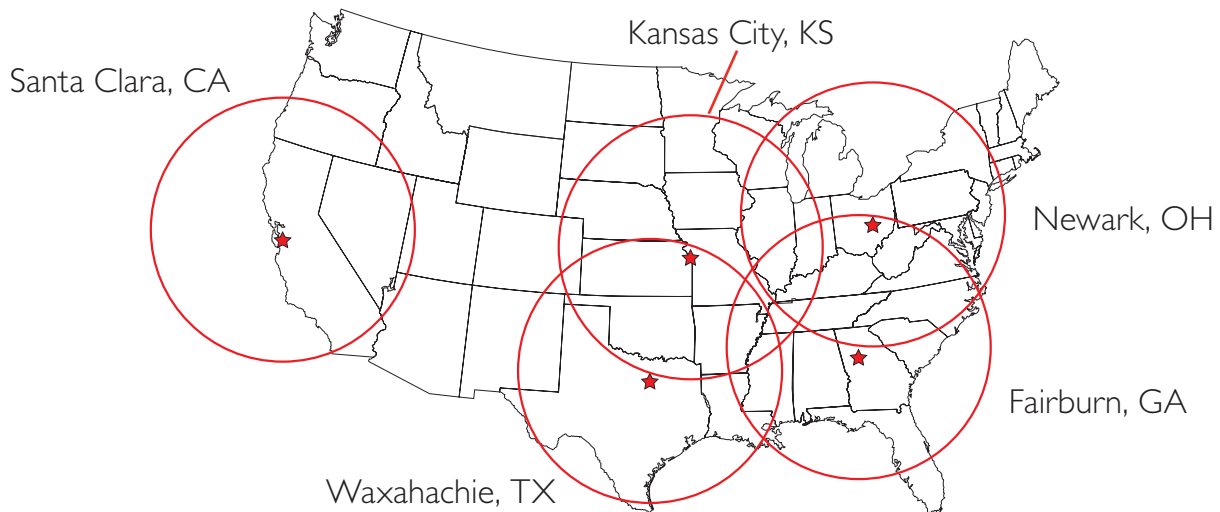 Kansas City, KS
Santa Clara, CA
Newark, OH
Fairburn, GA
Waxahachie, TX